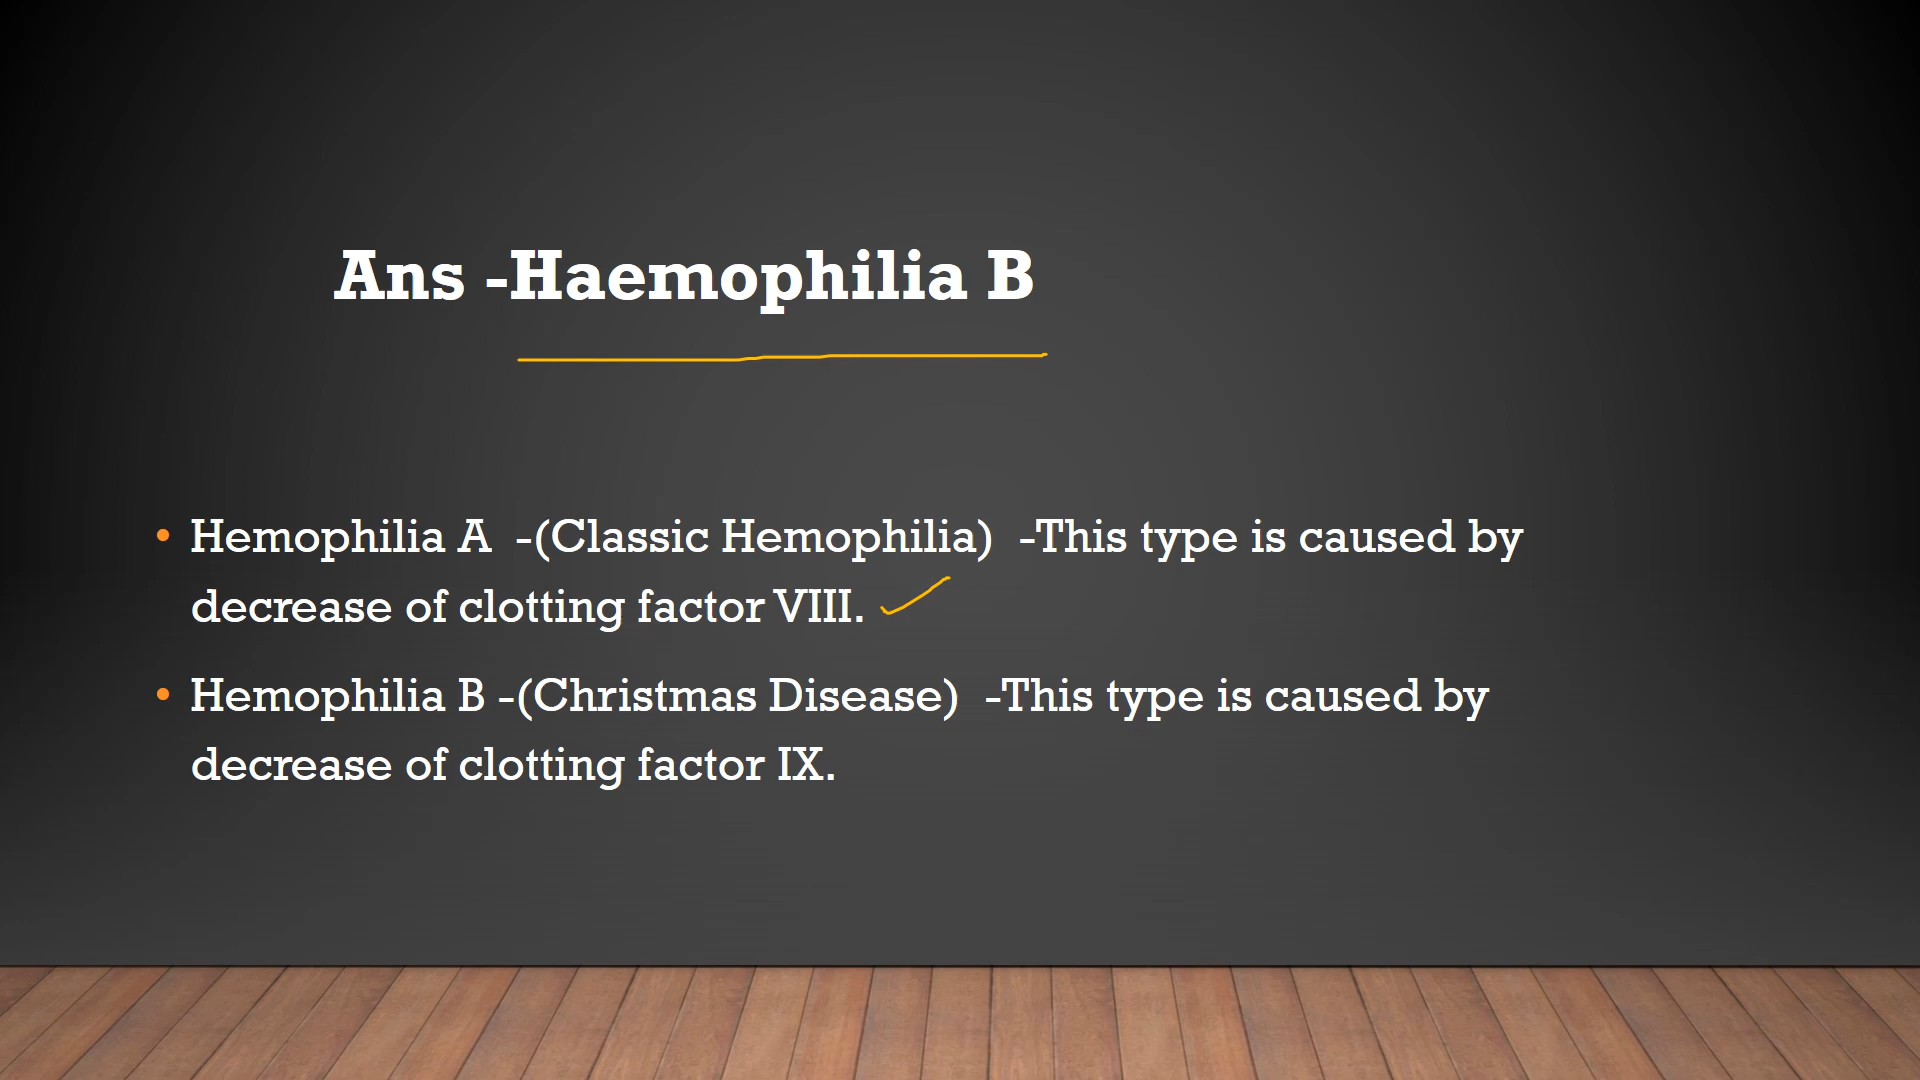 Ans -Haemophilia B
• Hemophilia A -(Classic Hemophilia) -This type is caused by
decrease of clotting factor VIII.
• Hemophilia B -(Christmas Disease) -This type is caused by
decrease of clotting factor IX.